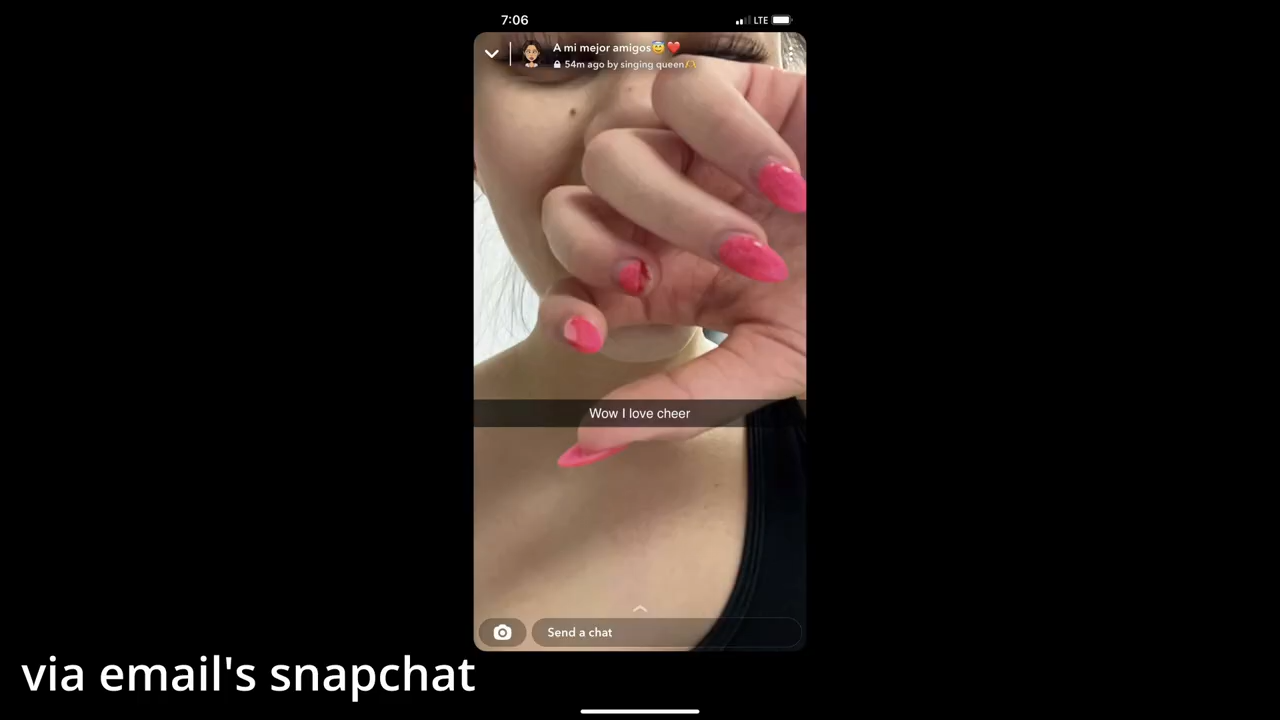 7:06
LTE
A mi mejor amigos😇❤️
54m ago by singing queen🫶
Wow I love cheer
Send a chat
via email's snapchat